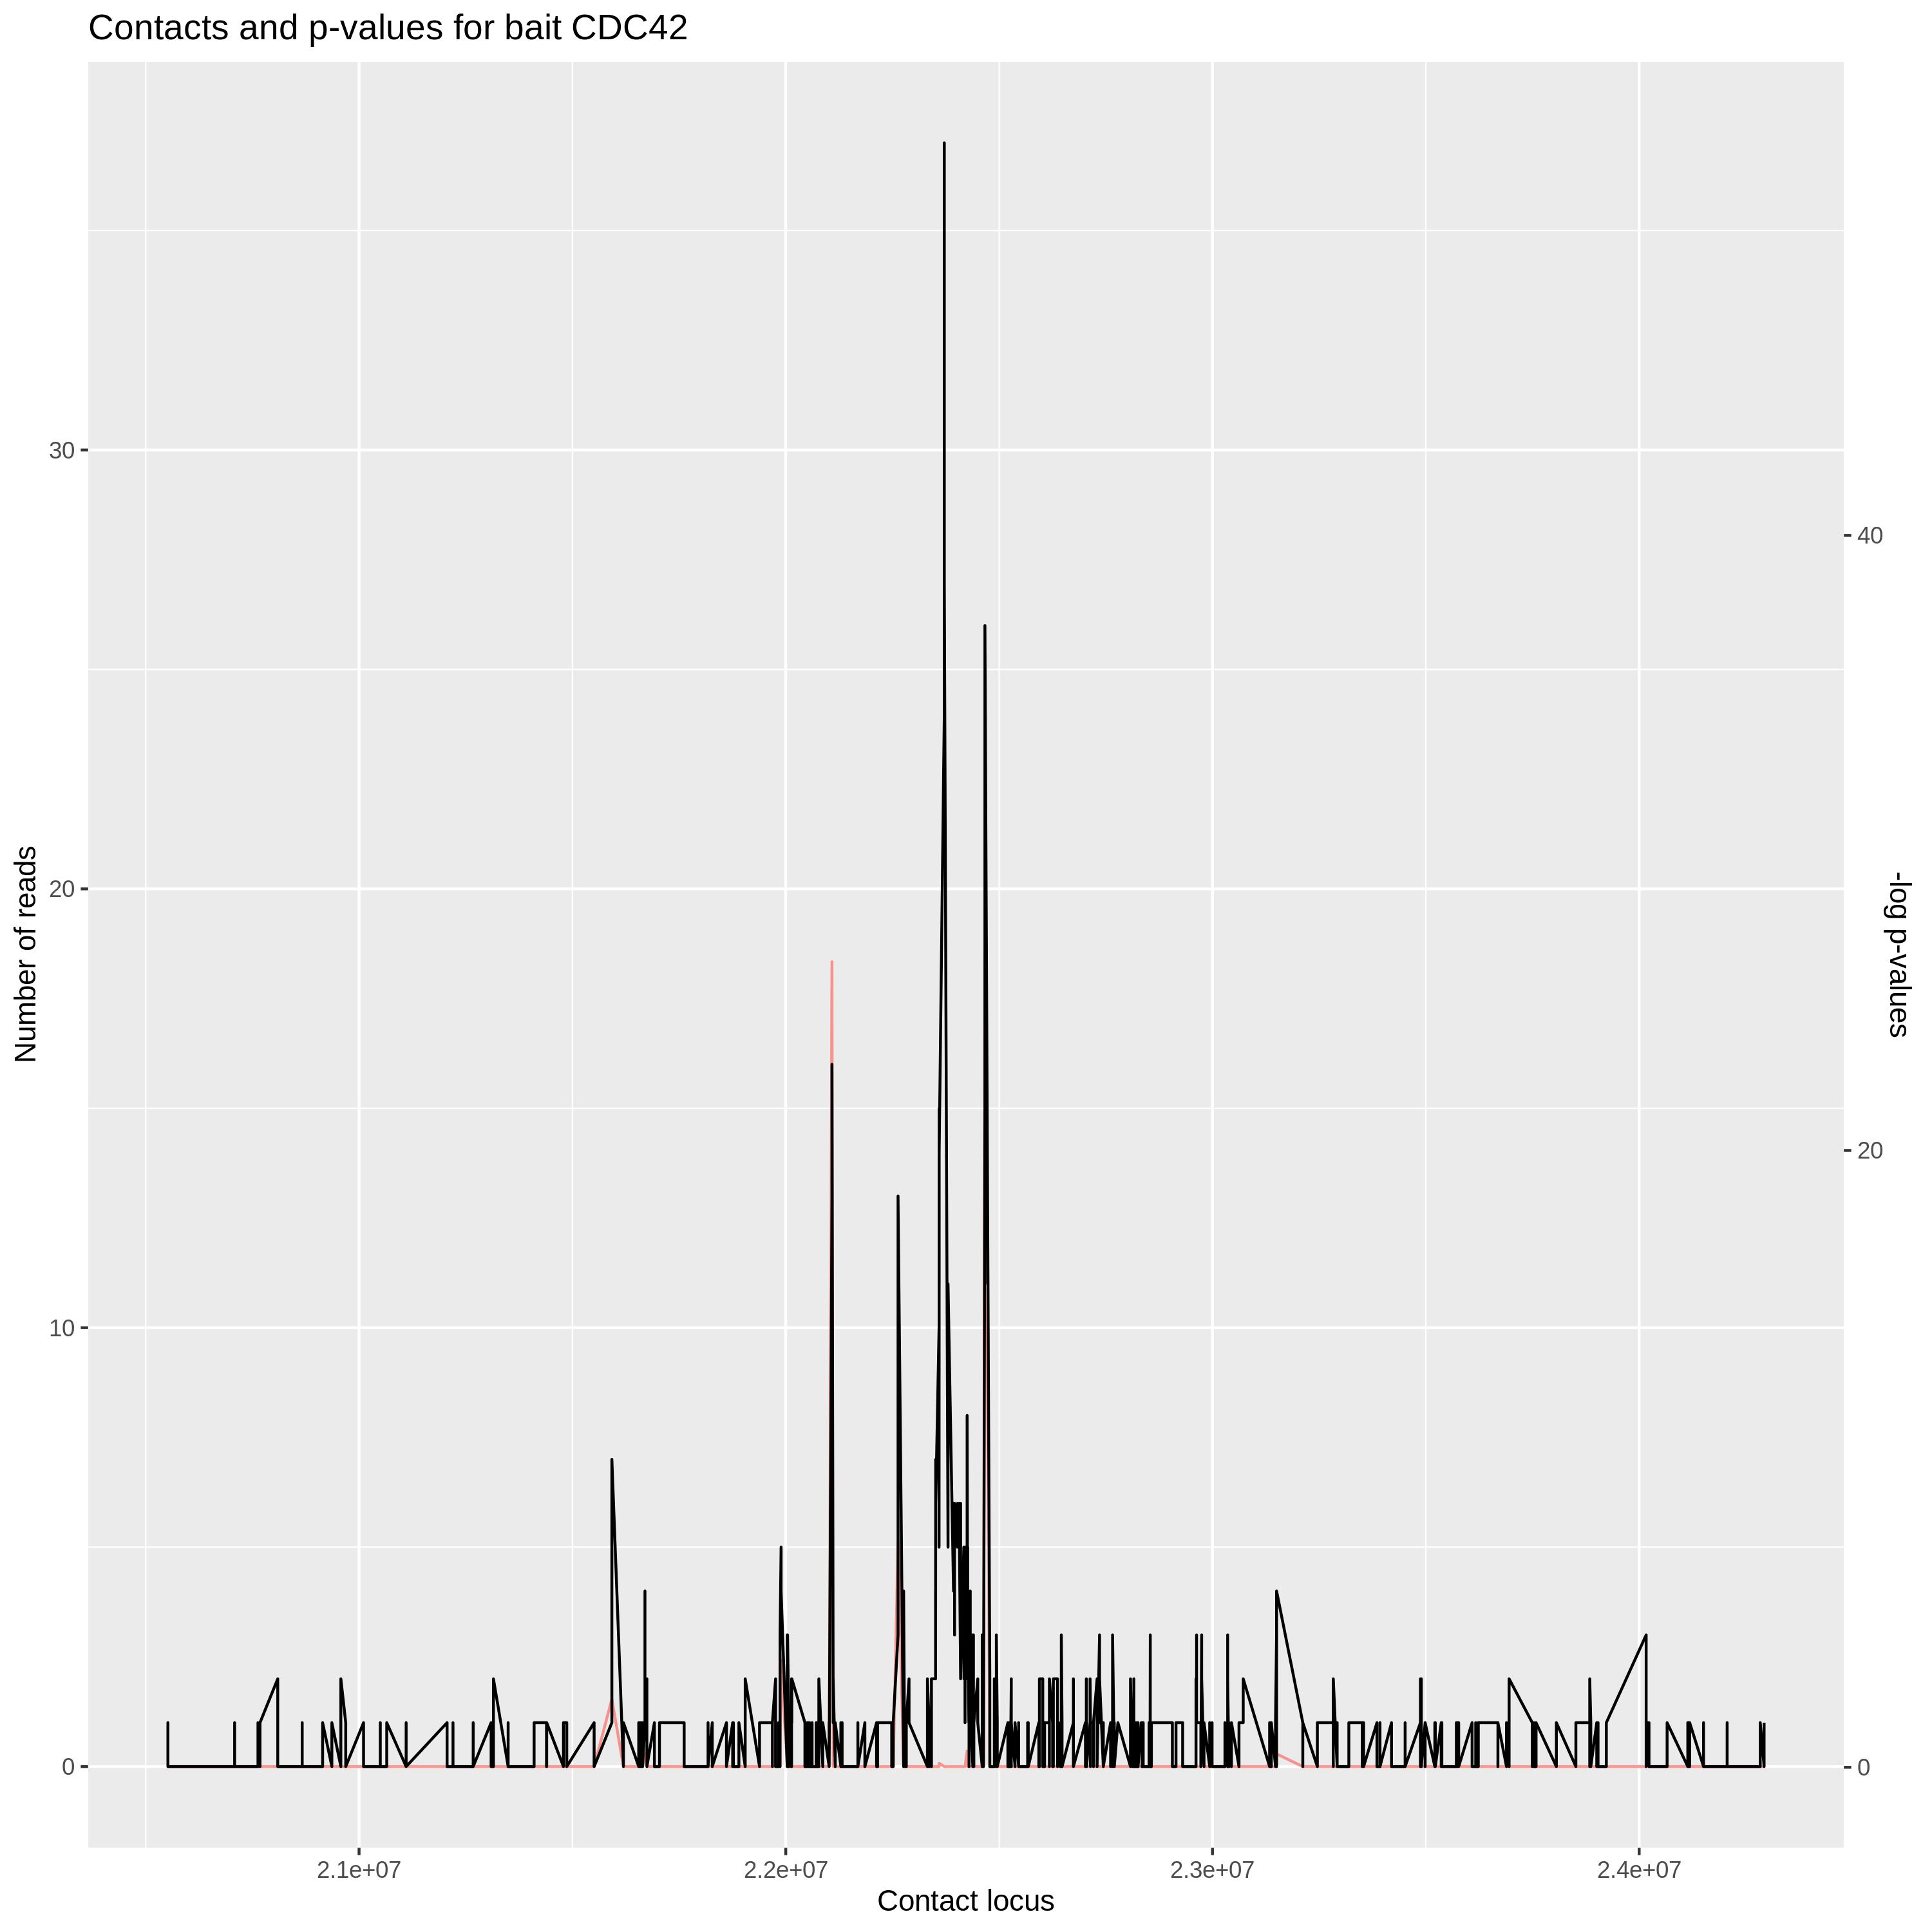 Contacts and p-values for bait CDC42
30
20
10
0
Number of reads
40
20
0
-log p-values
2.1e+07
2.2e+07
2.3e+07
2.4e+07
Contact locus